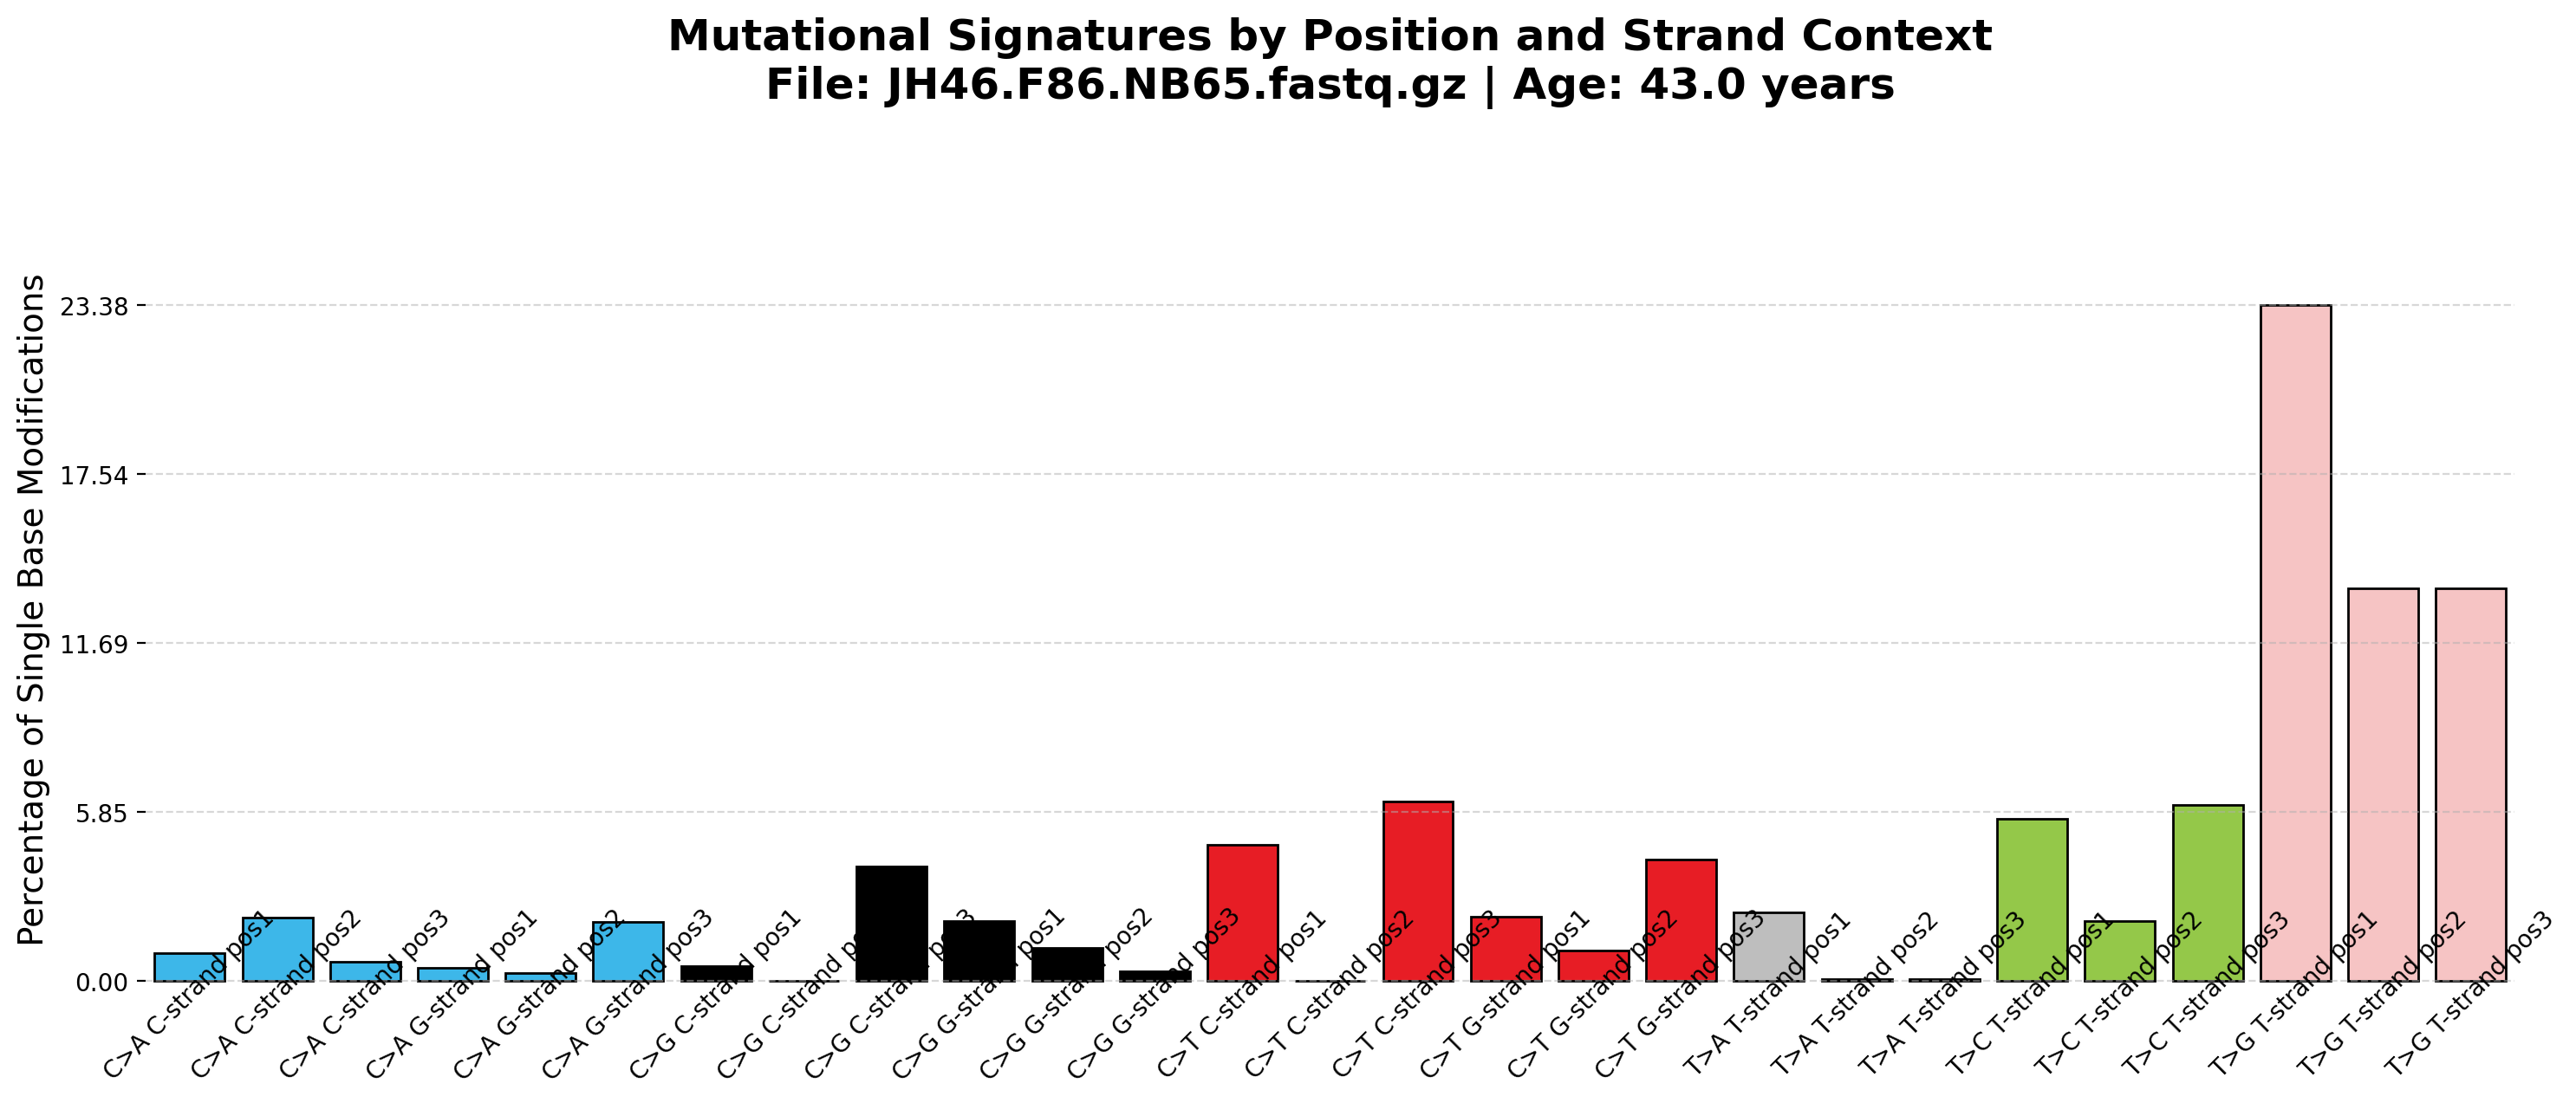 Mutational Signatures by Position and Strand Context
File: JH46.F86.NB65.fastq.gz | Age: 43.0 years
Percentage of Single Base Modifications
23.38
17.54
11.69
5.85
0.00
C>A C-strand pos1
C>A C-strand pos2
C>A C-strand pos3
C>A G-strand pos1
C>A G-strand pos2
C>A G-strand pos3
C>G C-strand pos1
C>G C-strand pos2
C>G C-strand pos3
C>G G-strand pos1
C>G G-strand pos2
C>G G-strand pos3
C>T C-strand pos1
C>T C-strand pos2
C>T C-strand pos3
C>T G-strand pos1
C>T G-strand pos2
C>T G-strand pos3
T>A T-strand pos1
T>A T-strand pos2
T>A T-strand pos3
T>C T-strand pos1
T>C T-strand pos2
T>C T-strand pos3
T>G T-strand pos1
T>G T-strand pos2
T>G T-strand pos3